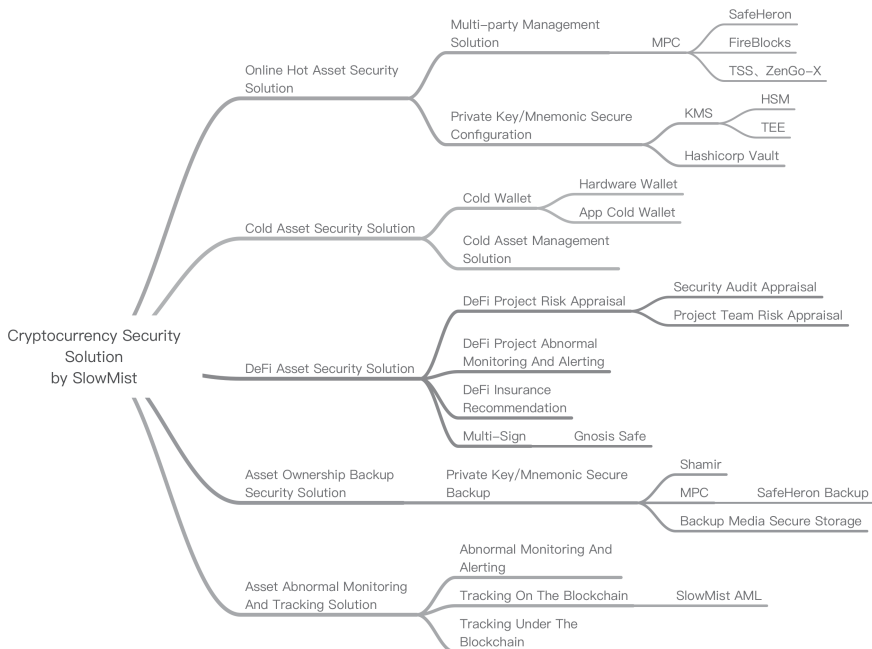 Cryptocurrency Security
Solution
by SlowMist
Online Hot Asset Security
Solution
Multi-party Management
Solution
MPC
SafeHeron
FireBlocks
TSS、ZenGo-X
Private Key/Mnemonic Secure
Configuration
KMS
HSM
TEE
Hashicorp Vault
Cold Asset Security Solution
Cold Wallet
Hardware Wallet
App Cold Wallet
Cold Asset Management
Solution
DeFi Asset Security Solution
DeFi Project Risk Appraisal
Security Audit Appraisal
Project Team Risk Appraisal
DeFi Project Abnormal
Monitoring And Alerting
DeFi Insurance
Recommendation
Multi-Sign
Gnosis Safe
Asset Ownership Backup
Security Solution
Private Key/Mnemonic Secure
Backup
Shamir
MPC
SafeHeron Backup
Backup Media Secure Storage
Asset Abnormal Monitoring
And Tracking Solution
Abnormal Monitoring And
Alerting
Tracking On The Blockchain
SlowMist AML
Tracking Under The
Blockchain